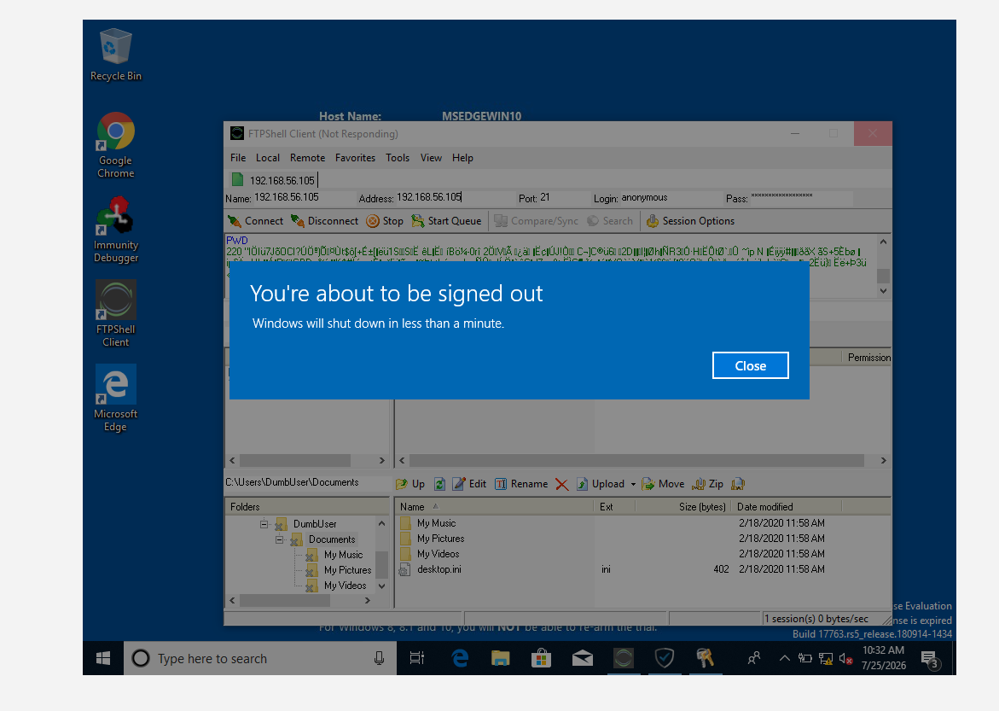 Recycle Bin
Google
Chrome
Immunity
Debugger
FTPShell
Client
Microsoft
Edge
Host Name: MSEDGEWIN10
FTPShell Client (Not Responding)
File Local Remote Favorites Tools View Help
192.168.56.105
Name: 192.168.56.105 Address: 192.168.56.105 Port: 21 Login: anonymous Pass: ******************
Connect Disconnect Stop Start Queue Compare/Sync Search Session Options
PWD
220
You're about to be signed out
Windows will shut down in less than a minute.
Close
Permission
C:\Users\DumbUser\Documents Up Edit Rename Upload Move Zip
Folders Name Ext Size (bytes) Date modified
DumbUser My Music 2/18/2020 11:58 AM
Documents My Pictures 2/18/2020 11:58 AM
My Music My Videos 2/18/2020 11:58 AM
My Pictures desktop.ini ini 402 2/18/2020 11:58 AM
My Videos
1 session(s) 0 bytes/sec
se Evaluation
nse is expired
Build 17763.rs5_release.180914-1434
For Windows 8, 8.1 and 10, you will NOT be able to re-arm the trial.
Type here to search
10:32 AM
7/25/2026
3